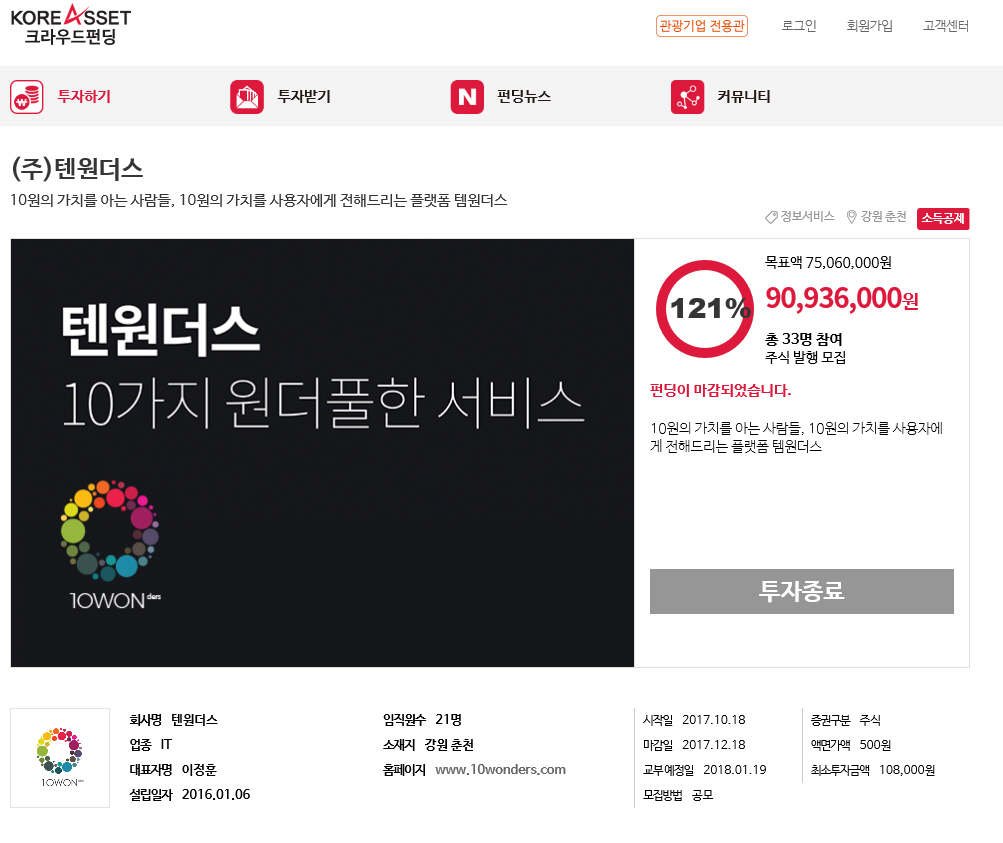 KOREASSET
크라우드펀딩
관광기업 전용관 로그인 회원가입 고객센터
투자하기 투자받기 N 펀딩뉴스 커뮤니티
(주)텐원더스
10원의 가치를 아는 사람들, 10원의 가치를 사용자에게 전해드리는 플랫폼 템원더스
정보서비스 강원 춘천 소득공제
텐원더스
10가지 원더풀한 서비스
10WON ders
121%
목표액 75,060,000원
90,936,000원
총 33명 참여
주식 발행 모집
펀딩이 마감되었습니다.
10원의 가치를 아는 사람들, 10원의 가치를 사용자에
게 전해드리는 플랫폼 템원더스
투자종료
10WON
회사명 텐원더스
업종 IT
대표자명 이정훈
설립일자 2016.01.06
임직원수 21명
소재지 강원 춘천
홈페이지 www.10wonders.com
시작일 2017.10.18
마감일 2017.12.18
교부예정일 2018.01.19
모집방법 공모
증권구분 주식
액면가액 500원
최소투자금액 108,000원